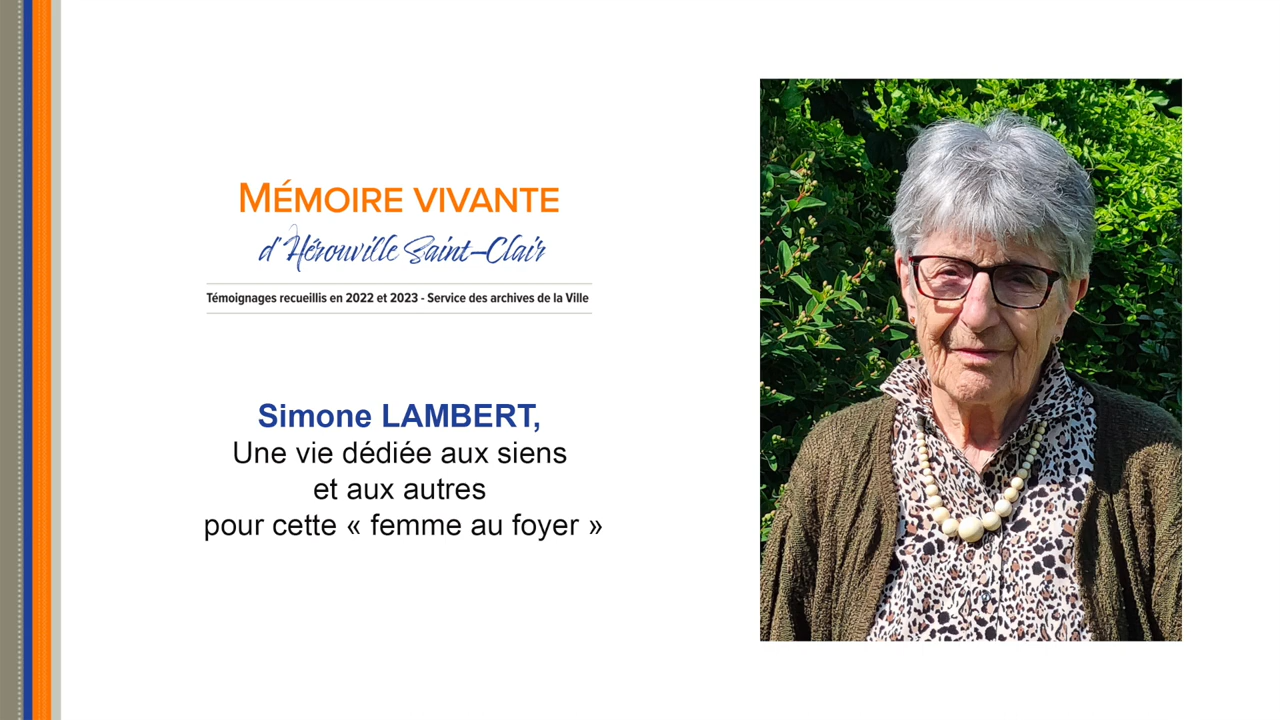 MÉMOIRE VIVANTE
d'Hérouville Saint-Clair
Témoignages recueillis en 2022 et 2023 - Service des archives de la Ville
Simone LAMBERT,
Une vie dédiée aux siens
et aux autres
pour cette « femme au foyer »